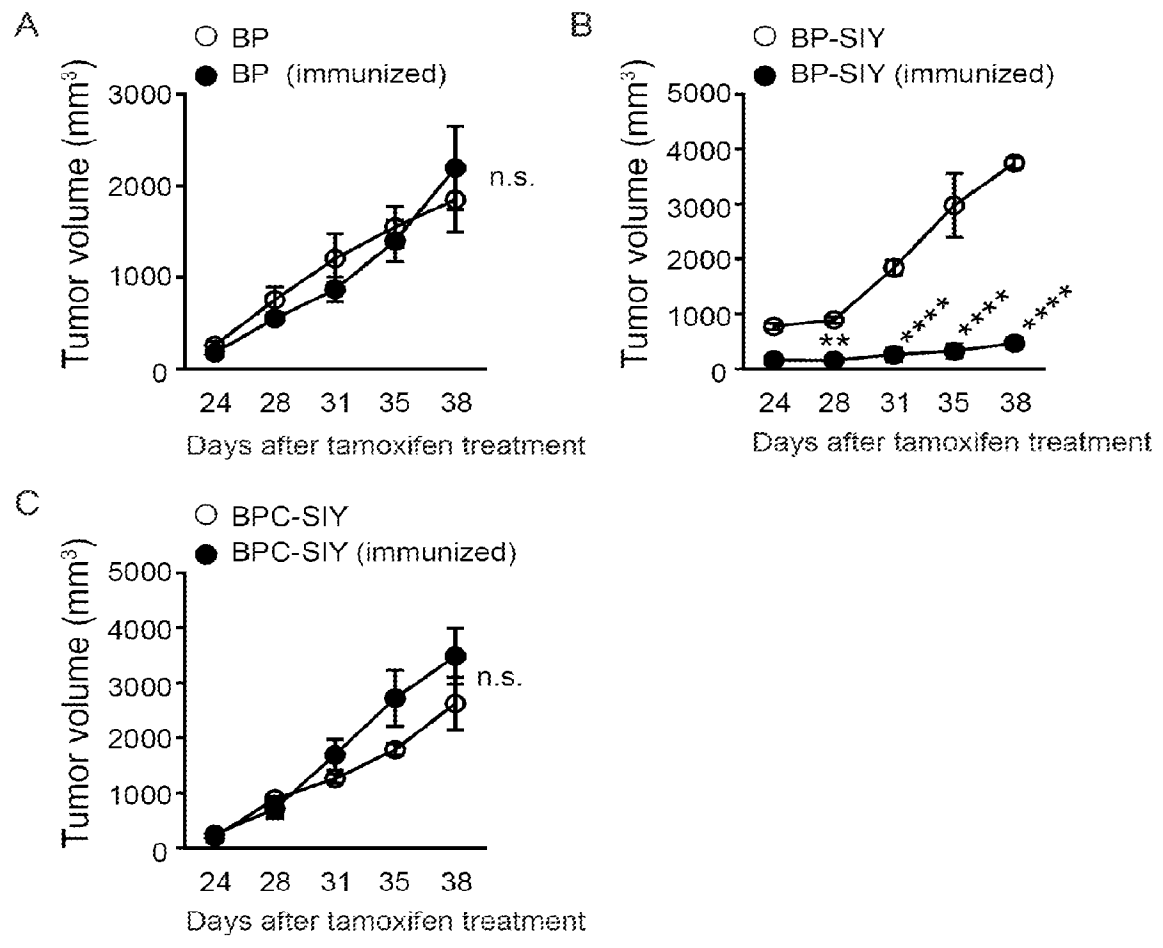 A
BP
BP (immunized)
Tumor volume (mm³)
3000
2000
1000
0
n.s.
24 28 31 35 38
Days after tamoxifen treatment
B
BP-SIY
BP-SIY (immunized)
Tumor volume (mm³)
5000
4000
3000
2000
1000
0
**
****
****
****
24 28 31 35 38
Days after tamoxifen treatment
C
BPC-SIY
BPC-SIY (immunized)
Tumor volume (mm³)
5000
4000
3000
2000
1000
0
n.s.
24 28 31 35 38
Days after tamoxifen treatment